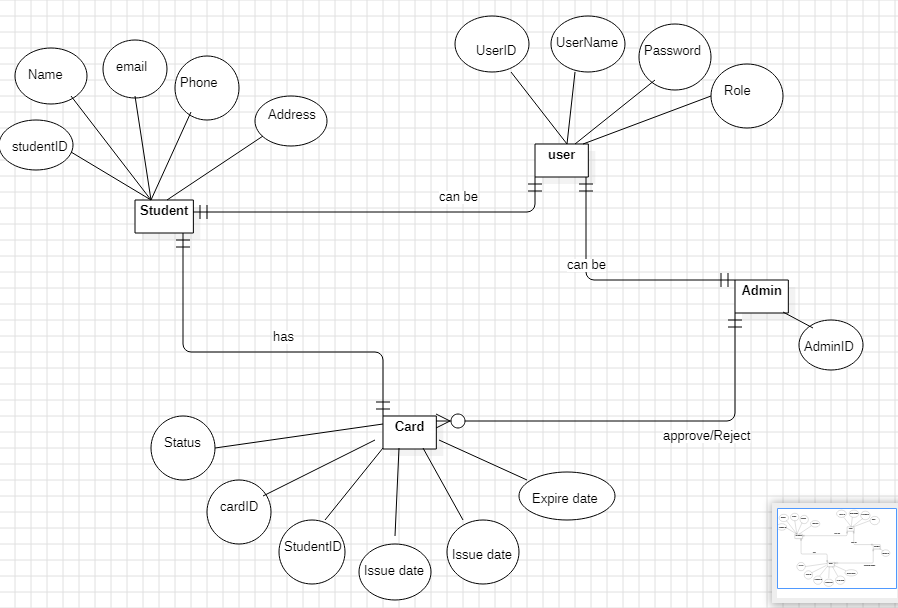 UserID
UserName
Password
Role
Name
email
Phone
Address
studentID
user
Student
can be
can be
Admin
AdminID
has
Card
approve/Reject
Status
cardID
StudentID
Issue date
Issue date
Expire date